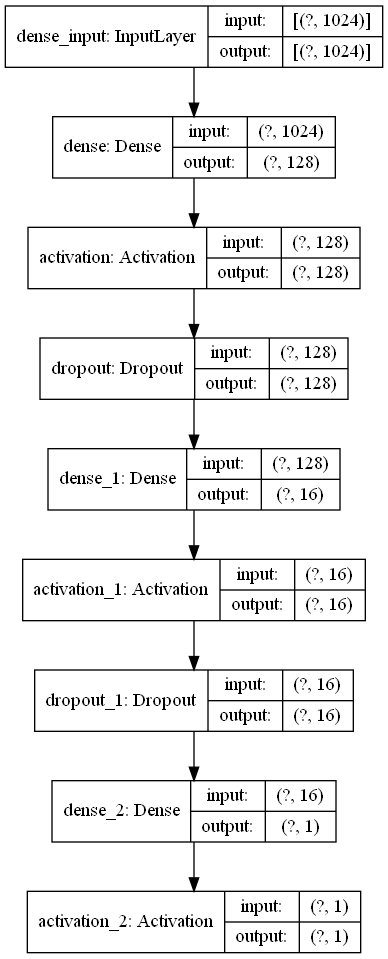 dense_input: InputLayer
input: [(?, 1024)]
output: [(?, 1024)]
dense: Dense
input: (?, 1024)
output: (?, 128)
activation: Activation
input: (?, 128)
output: (?, 128)
dropout: Dropout
input: (?, 128)
output: (?, 128)
dense_1: Dense
input: (?, 128)
output: (?, 16)
activation_1: Activation
input: (?, 16)
output: (?, 16)
dropout_1: Dropout
input: (?, 16)
output: (?, 16)
dense_2: Dense
input: (?, 16)
output: (?, 1)
activation_2: Activation
input: (?, 1)
output: (?, 1)